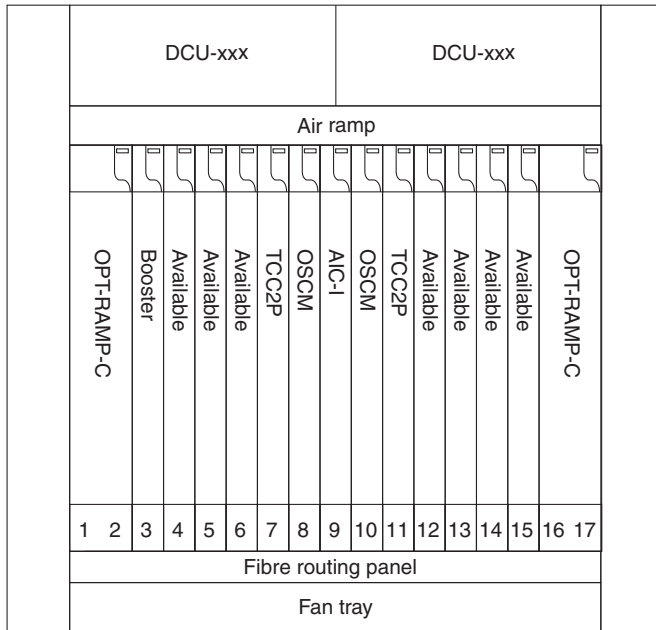 DCU-xxx DCU-xxx
Air ramp
OPT-RAMP-C
Booster
Available
Available
Available
TCC2P
OSCM
AIC-I
OSCM
TCC2P
Available
Available
Available
Available
OPT-RAMP-C
1 2 3 4 5 6 7 8 9 10 11 12 13 14 15 16 17
Fibre routing panel
Fan tray